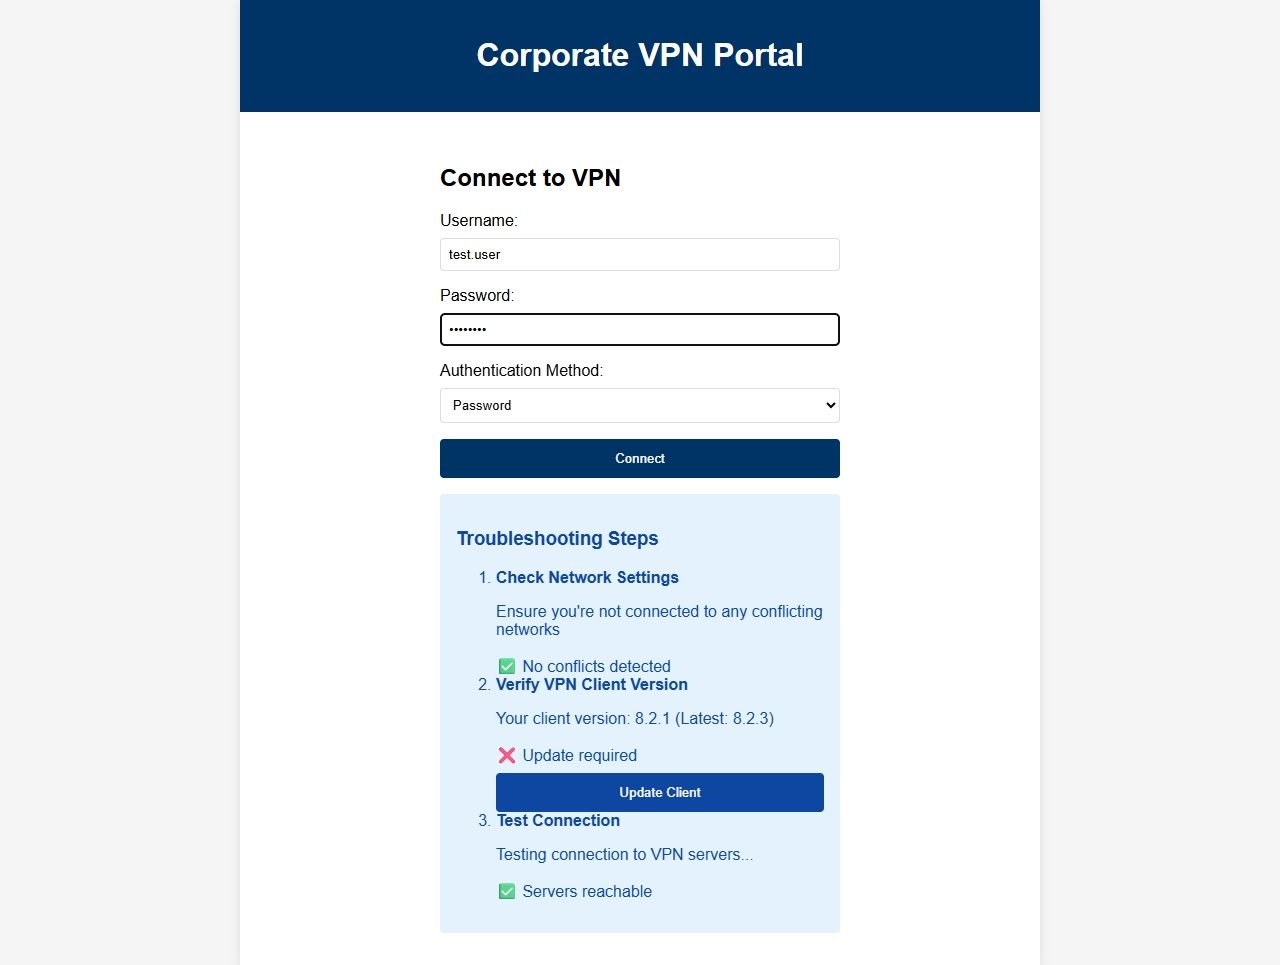 Corporate VPN Portal
Connect to VPN
Username:
test.user
Password:
••••••••
Authentication Method:
Password
Connect
Troubleshooting Steps
1. Check Network Settings
Ensure you're not connected to any conflicting
networks
✅ No conflicts detected
2. Verify VPN Client Version
Your client version: 8.2.1 (Latest: 8.2.3)
❌ Update required
Update Client
3. Test Connection
Testing connection to VPN servers...
✅ Servers reachable